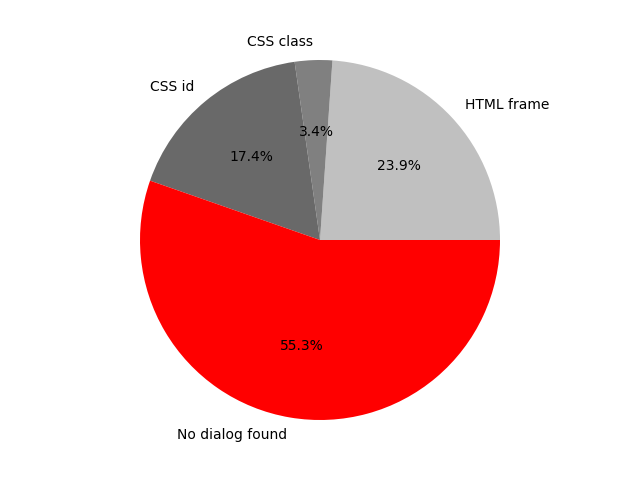 CSS class
CSS id
HTML frame
3.4%
17.4%
23.9%
55.3%
No dialog found